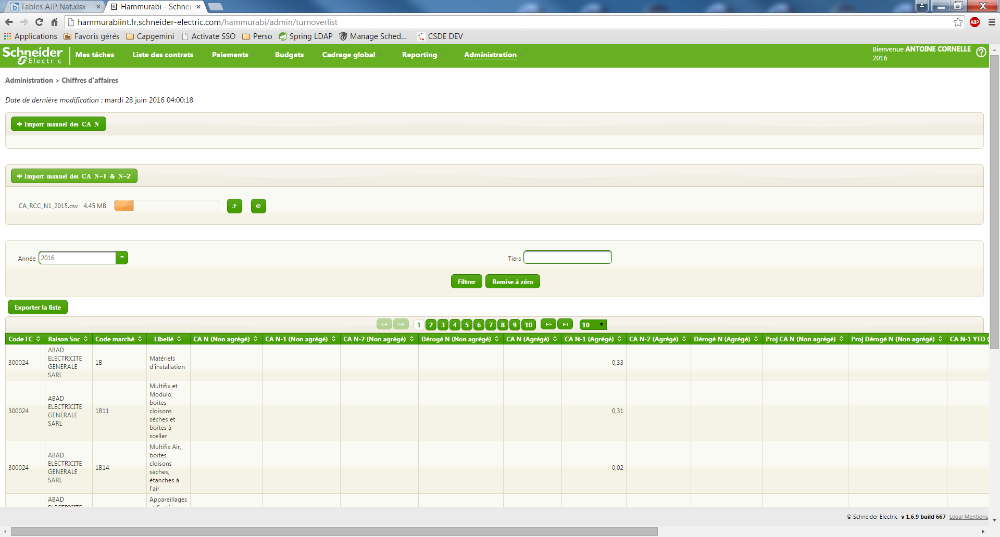 Tables AJP Nat.xlsx -
Hammurabi - Schnei
hammurabiint.fr.schneider-electric.com/hammurabi/admin/turnoverlist
ABP
Applications Favoris gérés Capgemini Activate SSO Perso Spring LDAP Manage Sched... CSDE DEV
Schneider Electric
Mes tâches Liste des contrats Paiements Budgets Cadrage global Reporting Administration
Bienvenue ANTOINE CORNELLE
2016
Administration > Chiffres d'affaires
Date de dernière modification : mardi 28 juin 2016 04:00:18
Import manuel des CA N
Import manuel des CA N-1 & N-2
CA_RCC_N1_2015.csv 4.45 MB
Année 2016 Tiers
Filtrer Remise à zéro
Exporter la liste
1 2 3 4 5 6 7 8 9 10 10
Code FC Raison Soc Code marché Libellé CA N (Non agrégé) CA N-1 (Non agrégé) CA N-2 (Non agrégé) Dérogé N (Non agrégé) CA N (Agrégé) CA N-1 (Agrégé) CA N-2 (Agrégé) Dérogé N (Agrégé) Proj CA N (Non agrégé) Proj Dérogé N (Non agrégé) CA N-1 YTD (
300024
ABAD
ELECTRICITE
GENERALE
SARL
1B
Matériels
d'installation
0,33
300024
ABAD
ELECTRICITE
GENERALE
SARL
1B11
Multifix et
Modulo,
boites
cloisons
sèches et
boites à
sceller
0,31
300024
ABAD
ELECTRICITE
GENERALE
SARL
1B14
Multifix Air,
boites
cloisons
sèches,
étanches à
l'air
0,02
ABAD
Appareillages
© Schneider Electric v 1.6.9 build 667 Legal Mentions